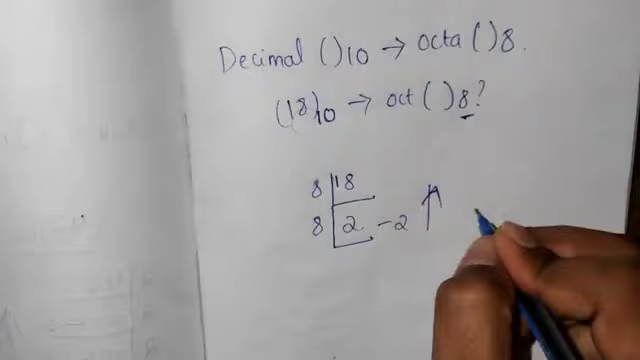 Decimal ( )10 → octa ( )8.
(18)10 → oct ( )8?
8 | 18
8 | 2 - 2 ↑